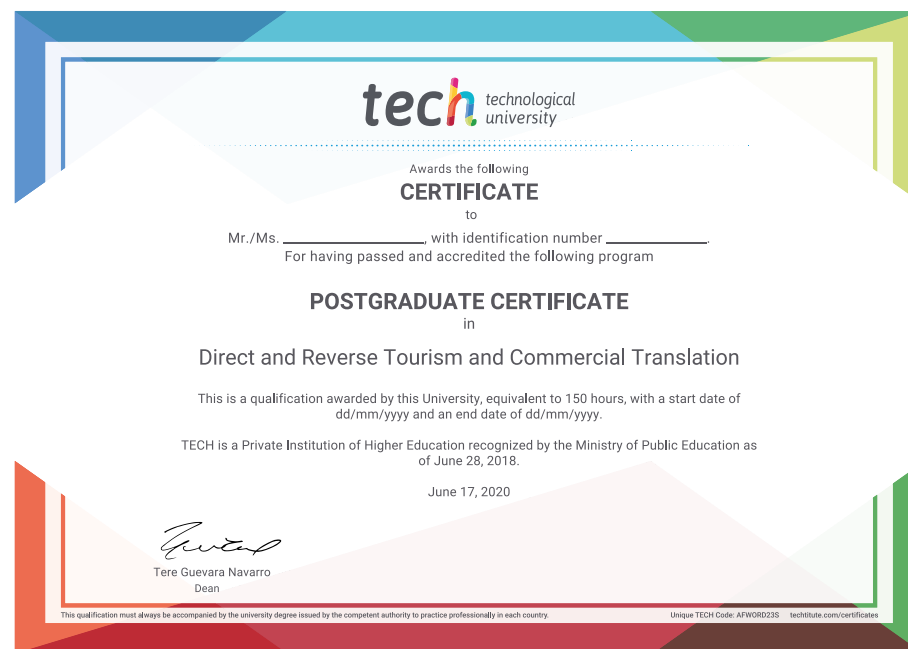 tech technological
university
Awards the following
CERTIFICATE
to
Mr./Ms. ________________, with identification number ____________.
For having passed and accredited the following program
POSTGRADUATE CERTIFICATE
in
Direct and Reverse Tourism and Commercial Translation
This is a qualification awarded by this University, equivalent to 150 hours, with a start date of
dd/mm/yyyy and an end date of dd/mm/yyyy.
TECH is a Private Institution of Higher Education recognized by the Ministry of Public Education as
of June 28, 2018.
June 17, 2020
Tere Guevara Navarro
Dean
This qualification must always be accompanied by the university degree issued by the competent authority to practice professionally in each country.
Unique TECH Code: AFWORD23S techtitute.com/certificates